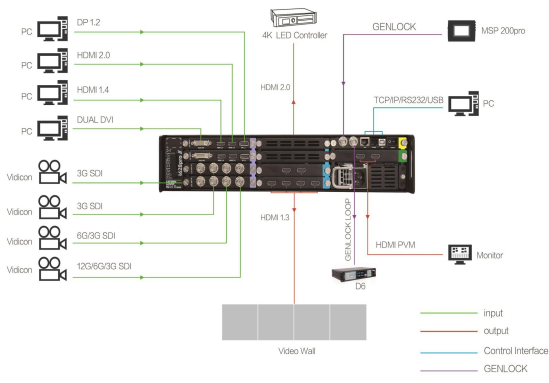 DP 1.2
PC
HDMI 2.0
PC
HDMI 1.4
PC
DUAL DVI
PC
4K LED Controller
HDMI 2.0
GENLOCK
MSP 200pro
TCP/IP/RS232/USB
PC
3G SDI
Vidicon
3G SDI
Vidicon
6G/3G SDI
Vidicon
12G/6G/3G SDI
Vidicon
HDMI 1.3
GENLOCK LOOP
HDMI PVM
Monitor
D6
Video Wall
input
output
Control Interface
GENLOCK